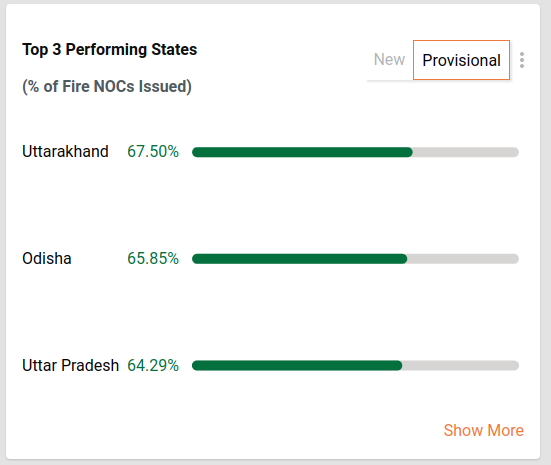 Top 3 Performing States
New Provisional
(% of Fire NOCs Issued)
Uttarakhand 67.50%
Odisha 65.85%
Uttar Pradesh 64.29%
Show More